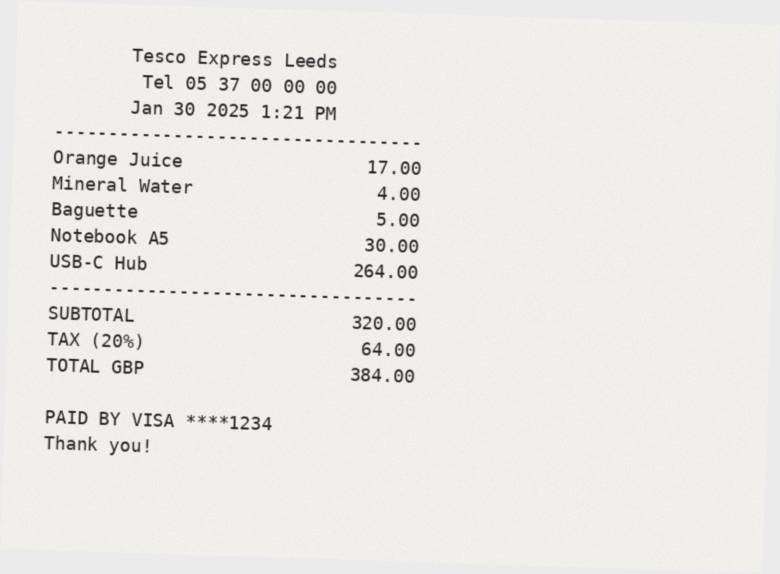 Tesco Express Leeds
Tel 05 37 00 00 00
Jan 30 2025 1:21 PM
----------------------------------
Orange Juice 17.00
Mineral Water 4.00
Baguette 5.00
Notebook A5 30.00
USB-C Hub 264.00
----------------------------------
SUBTOTAL 320.00
TAX (20%) 64.00
TOTAL GBP 384.00
PAID BY VISA ****1234
Thank you!